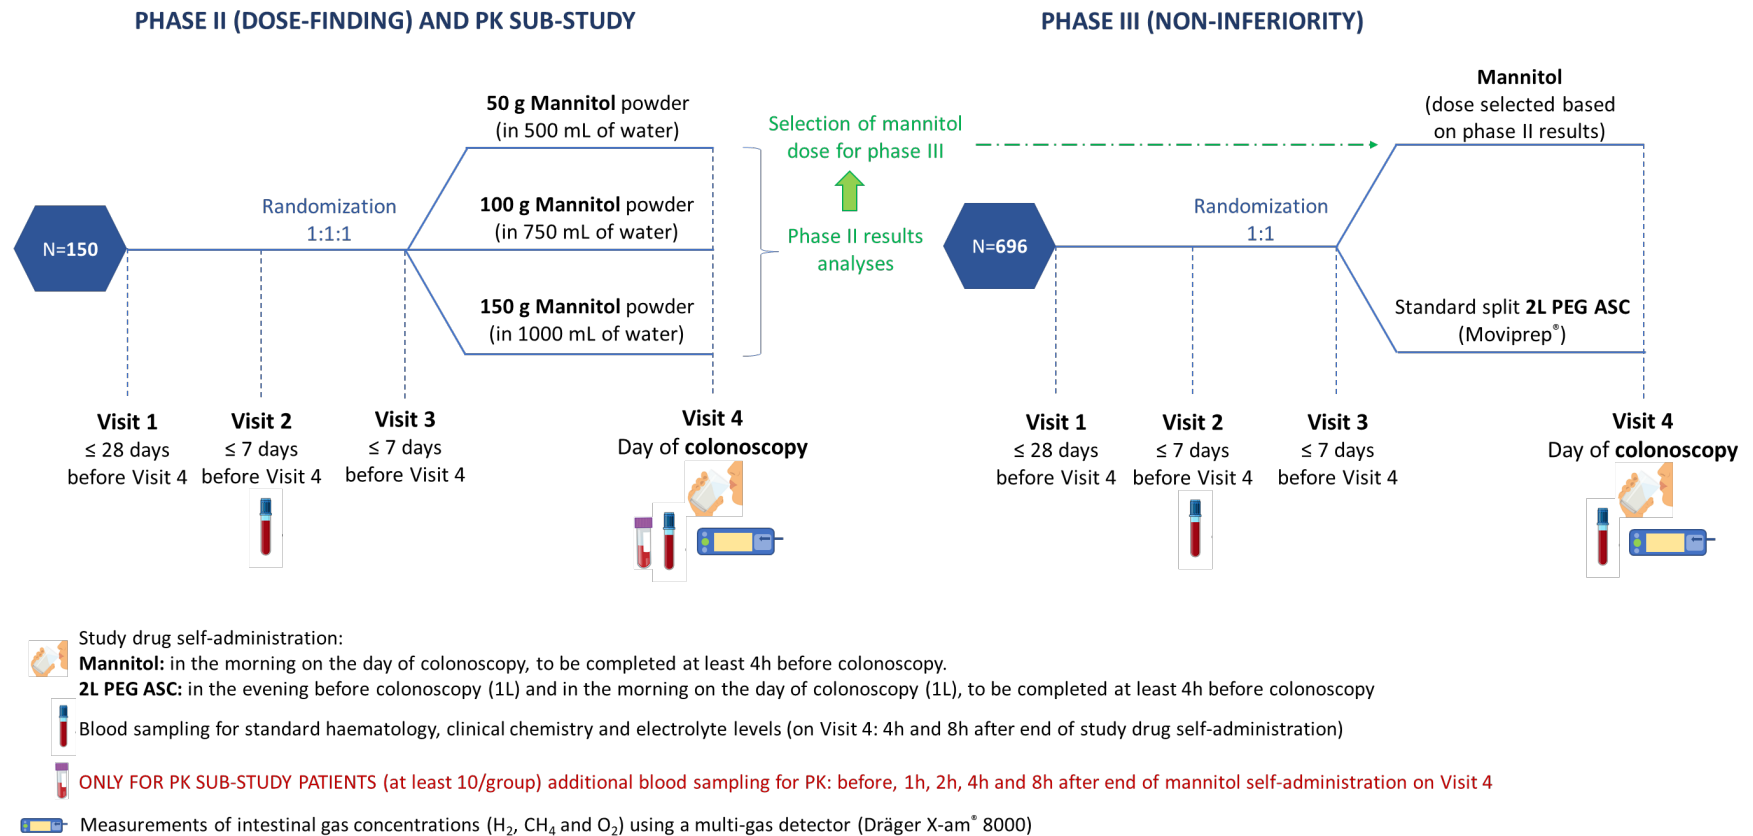 PHASE II (DOSE-FINDING) AND PK SUB-STUDY
N=150
Randomization
1:1:1
50 g Mannitol powder
(in 500 mL of water)
100 g Mannitol powder
(in 750 mL of water)
150 g Mannitol powder
(in 1000 mL of water)
Visit 1
≤ 28 days
before Visit 4
Visit 2
≤ 7 days
before Visit 4
Visit 3
≤ 7 days
before Visit 4
Visit 4
Day of colonoscopy
Selection of mannitol
dose for phase III
Phase II results
analyses
PHASE III (NON-INFERIORITY)
N=696
Randomization
1:1
Mannitol
(dose selected based
on phase II results)
Standard split 2L PEG ASC
(Moviprep®)
Visit 1
≤ 28 days
before Visit 4
Visit 2
≤ 7 days
before Visit 4
Visit 3
≤ 7 days
before Visit 4
Visit 4
Day of colonoscopy
Study drug self-administration:
Mannitol: in the morning on the day of colonoscopy, to be completed at least 4h before colonoscopy.
2L PEG ASC: in the evening before colonoscopy (1L) and in the morning on the day of colonoscopy (1L), to be completed at least 4h before colonoscopy
Blood sampling for standard haematology, clinical chemistry and electrolyte levels (on Visit 4: 4h and 8h after end of study drug self-administration)
ONLY FOR PK SUB-STUDY PATIENTS (at least 10/group) additional blood sampling for PK: before, 1h, 2h, 4h and 8h after end of mannitol self-administration on Visit 4
Measurements of intestinal gas concentrations (H₂, CH₄ and O₂) using a multi-gas detector (Dräger X-am® 8000)